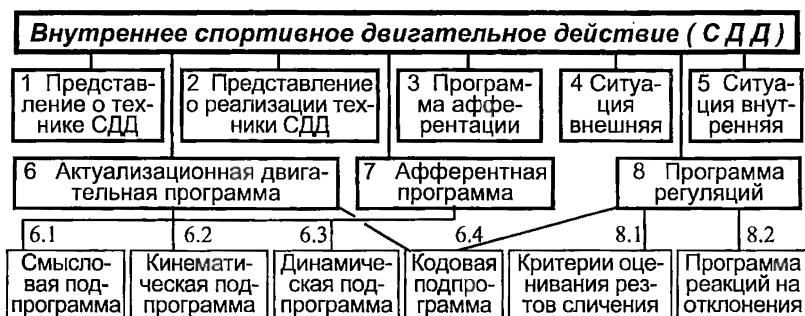 Внутреннее спортивное двигательное действие ( С Д Д )
1 Представ-
ление о тех-
нике СДД
2 Представление
о реализации тех-
ники СДД
3 Програм-
ма аффе-
рентации
4 Ситуа-
ция
внешняя
5 Ситуа-
ция внут-
ренняя
6 Актуализационная двига-
тельная программа
7 Афферентная
программа
8 Программа
регуляций
6.1
6.2
6.3
6.4
8.1
8.2
Смысло-
вая под-
программа
Кинемати-
ческая под-
программа
Динамиче-
ская под-
программа
Кодовая
подпро-
грамма
Критерии оце-
нивания рез-
тов сличения
Программа
реакций на
отклонения